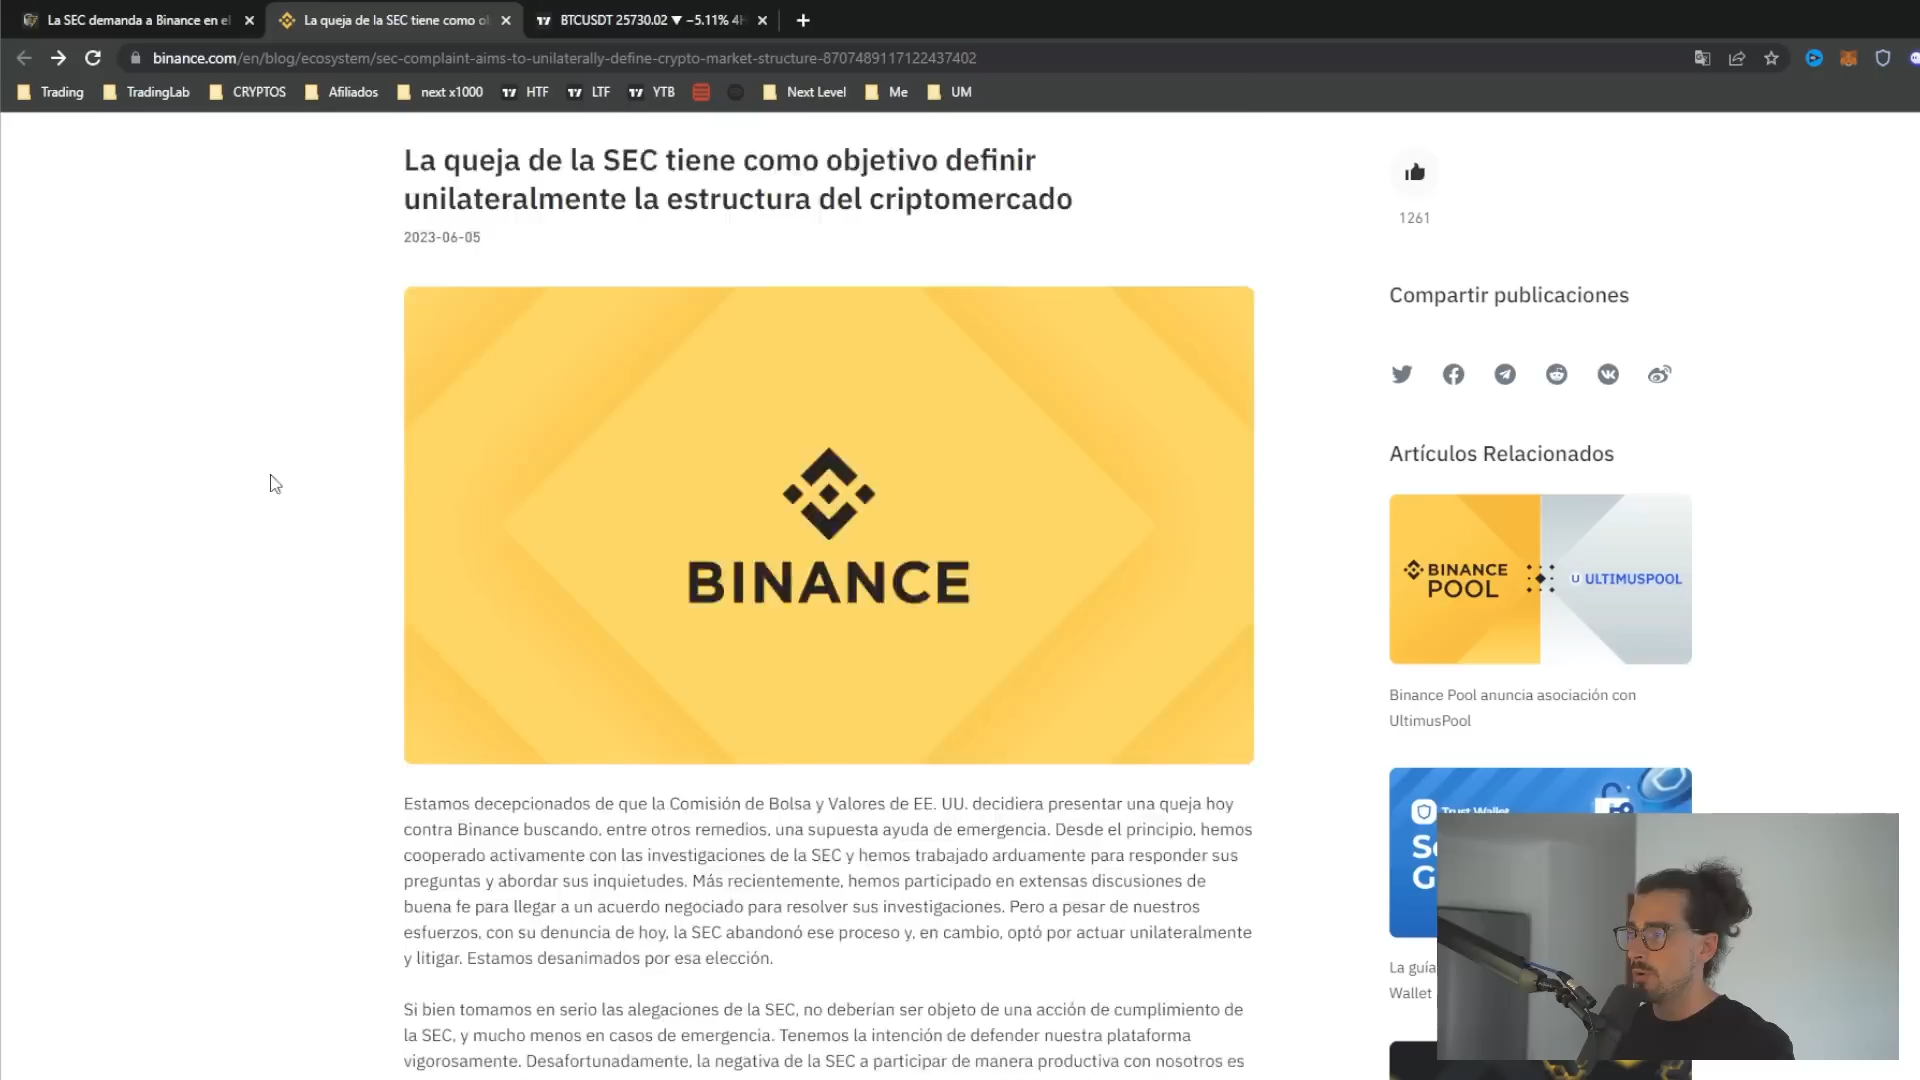 La SEC demanda a Binance en el
La queja de la SEC tiene como o
BTCUSDT 25730.02 ▼ −5.11% 4H
binance.com/en/blog/ecosystem/sec-complaint-aims-to-unilaterally-define-crypto-market-structure-8707489117122437402
Trading
TradingLab
CRYPTOS
Afiliados
next x1000
HTF
LTF
YTB
Next Level
Me
UM
La queja de la SEC tiene como objetivo definir
unilateralmente la estructura del criptomercado
2023-06-05
1261
Compartir publicaciones
Artículos Relacionados
BINANCE
BINANCE
POOL
ULTIMUSPOOL
Binance Pool anuncia asociación con
UltimusPool
Trust Wallet
La guía
Wallet
Estamos decepcionados de que la Comisión de Bolsa y Valores de EE. UU. decidiera presentar una queja hoy
contra Binance buscando, entre otros remedios, una supuesta ayuda de emergencia. Desde el principio, hemos
cooperado activamente con las investigaciones de la SEC y hemos trabajado arduamente para responder sus
preguntas y abordar sus inquietudes. Más recientemente, hemos participado en extensas discusiones de
buena fe para llegar a un acuerdo negociado para resolver sus investigaciones. Pero a pesar de nuestros
esfuerzos, con su denuncia de hoy, la SEC abandonó ese proceso y, en cambio, optó por actuar unilateralmente
y litigar. Estamos desanimados por esa elección.
Si bien tomamos en serio las alegaciones de la SEC, no deberían ser objeto de una acción de cumplimiento de
la SEC, y mucho menos en casos de emergencia. Tenemos la intención de defender nuestra plataforma
vigorosamente. Desafortunadamente, la negativa de la SEC a participar de manera productiva con nosotros es